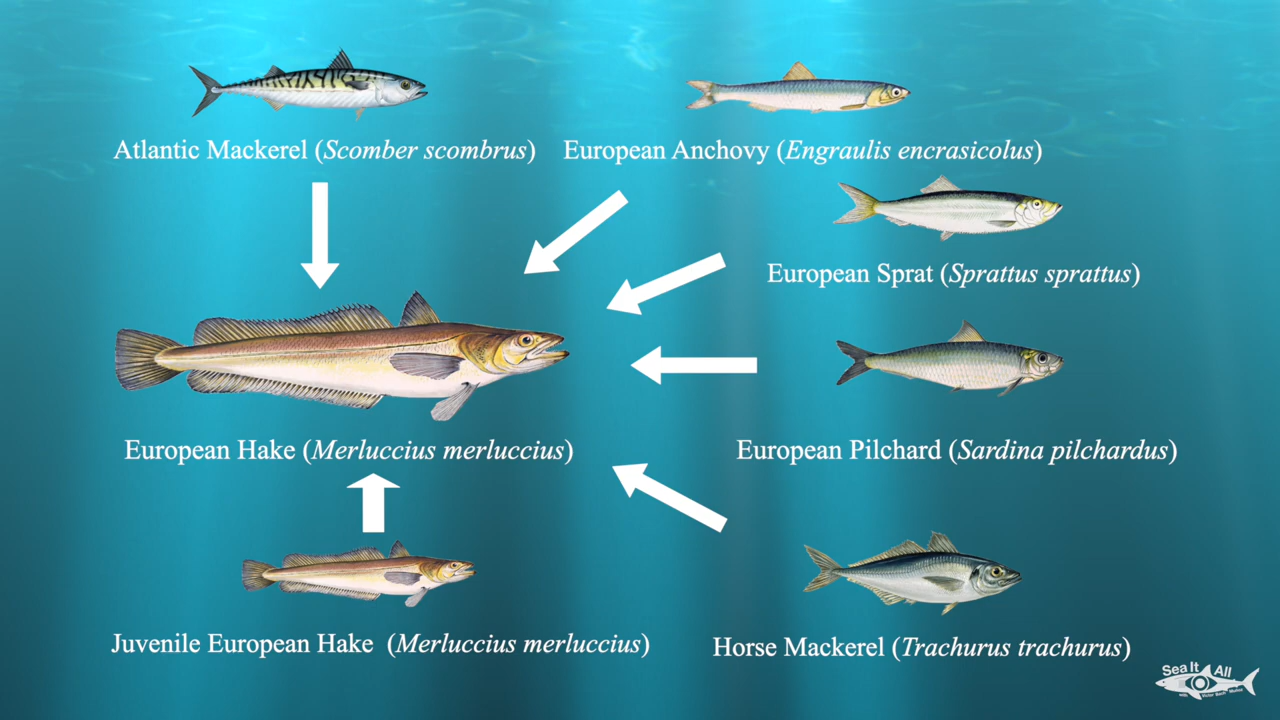 Atlantic Mackerel (Scomber scombrus)
European Anchovy (Engraulis encrasicolus)
European Sprat (Sprattus sprattus)
European Hake (Merluccius merluccius)
European Pilchard (Sardina pilchardus)
Juvenile European Hake (Merluccius merluccius)
Horse Mackerel (Trachurus trachurus)
Sea It All